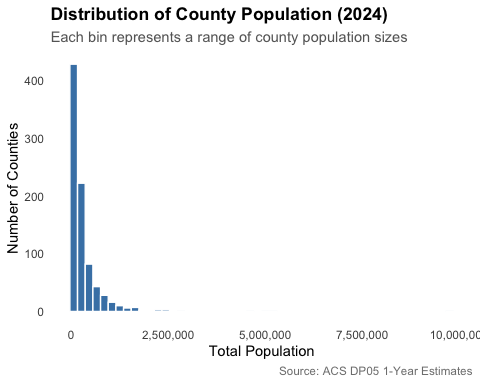 Distribution of County Population (2024)
Each bin represents a range of county population sizes
Number of Counties
400
300
200
100
0
0 2,500,000 5,000,000 7,500,000 10,000,00
Total Population
Source: ACS DP05 1-Year Estimates